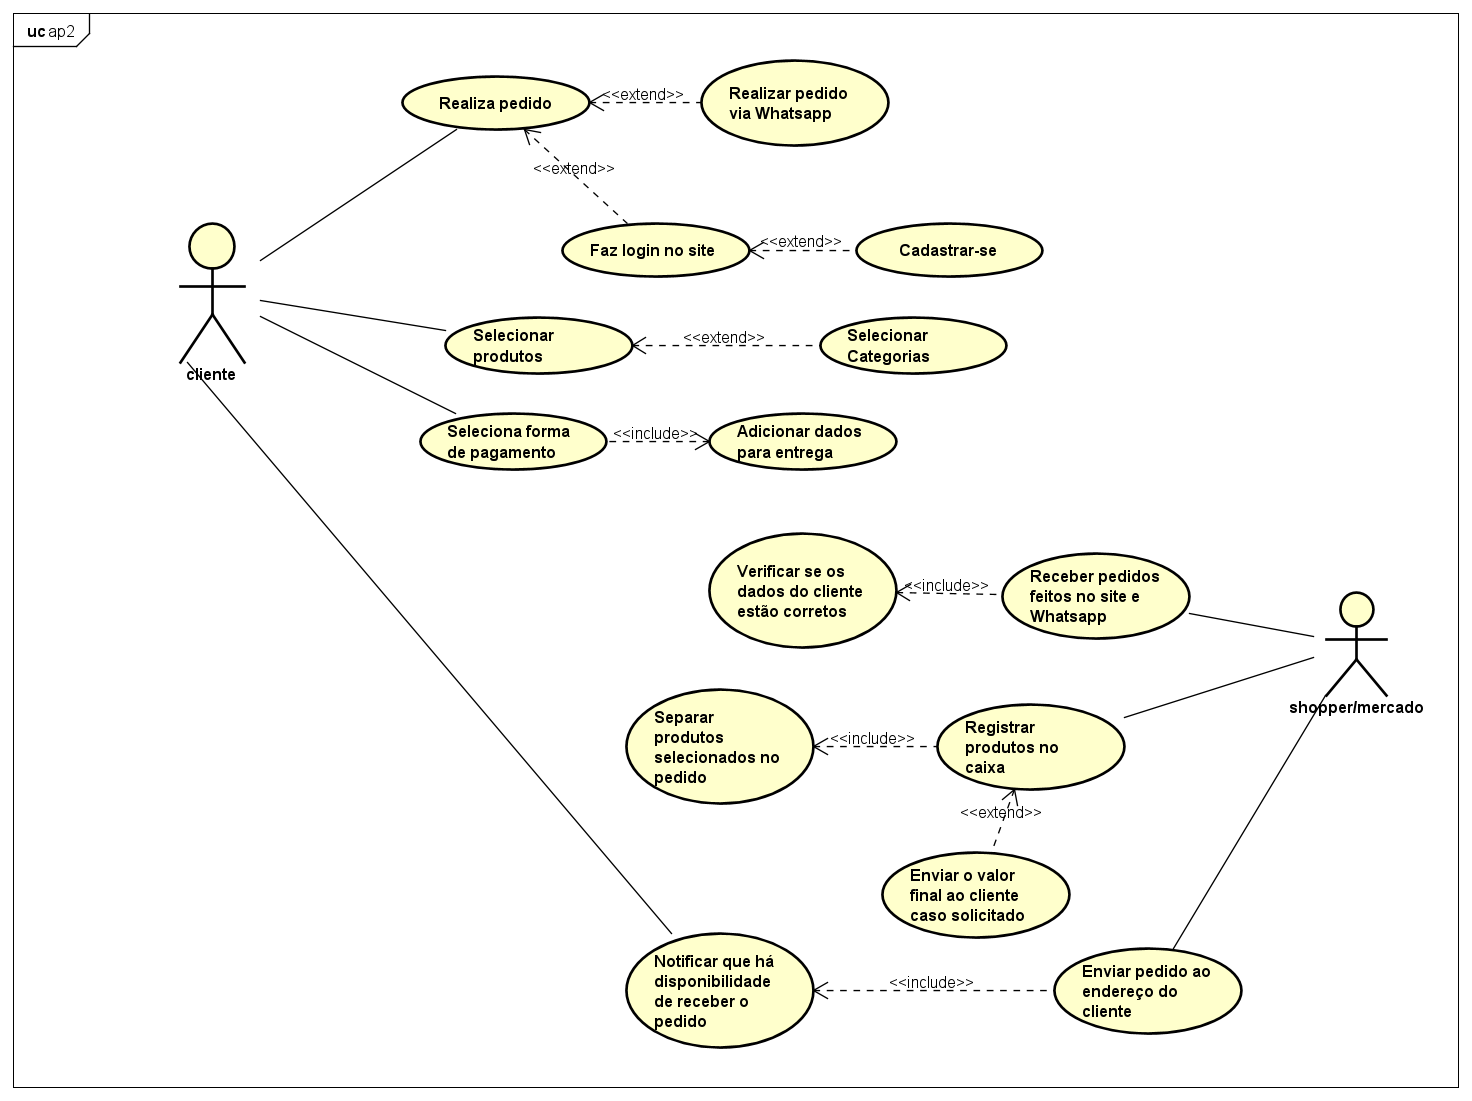 uc ap2
Realiza pedido
<<extend>>
Realizar pedido
via Whatsapp
<<extend>>
Faz login no site
<<extend>>
Cadastrar-se
cliente
Selecionar
produtos
<<extend>>
Selecionar
Categorias
Seleciona forma
de pagamento
<<include>>
Adicionar dados
para entrega
Verificar se os
dados do cliente
estão corretos
<<include>>
Receber pedidos
feitos no site e
Whatsapp
shopper/mercado
Separar
produtos
selecionados no
pedido
<<include>>
Registrar
produtos no
caixa
<<extend>>
Enviar o valor
final ao cliente
caso solicitado
Notificar que há
disponibilidade
de receber o
pedido
<<include>>
Enviar pedido ao
endereço do
cliente